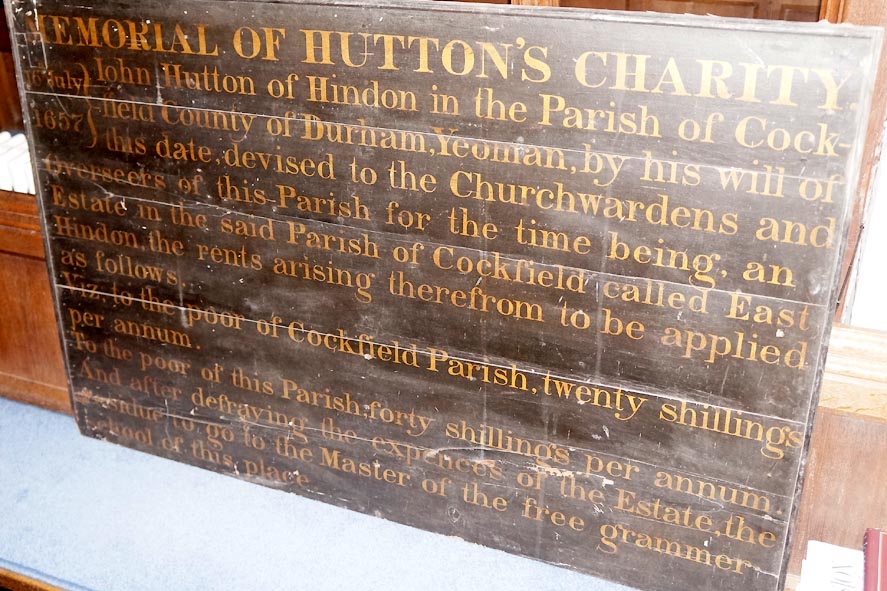 MEMORIAL OF HUTTON'S CHARITY.
16 July} John Hutton of Hindon in the Parish of Cock-
1657} -field County of Durham, Yeoman, by his will of
this date, devised to the Churchwardens and
Overseers of this Parish for the time being, an
Estate in the said Parish of Cockfield called East
Hindon the rents arising therefrom to be applied
as follows..
Viz. to the poor of Cockfield Parish, twenty shillings
per annum.
To the poor of this Parish, forty shillings per annum.
And after defraying the expences of the Estate, the
residue to go to the Master of the free grammer
School of this place